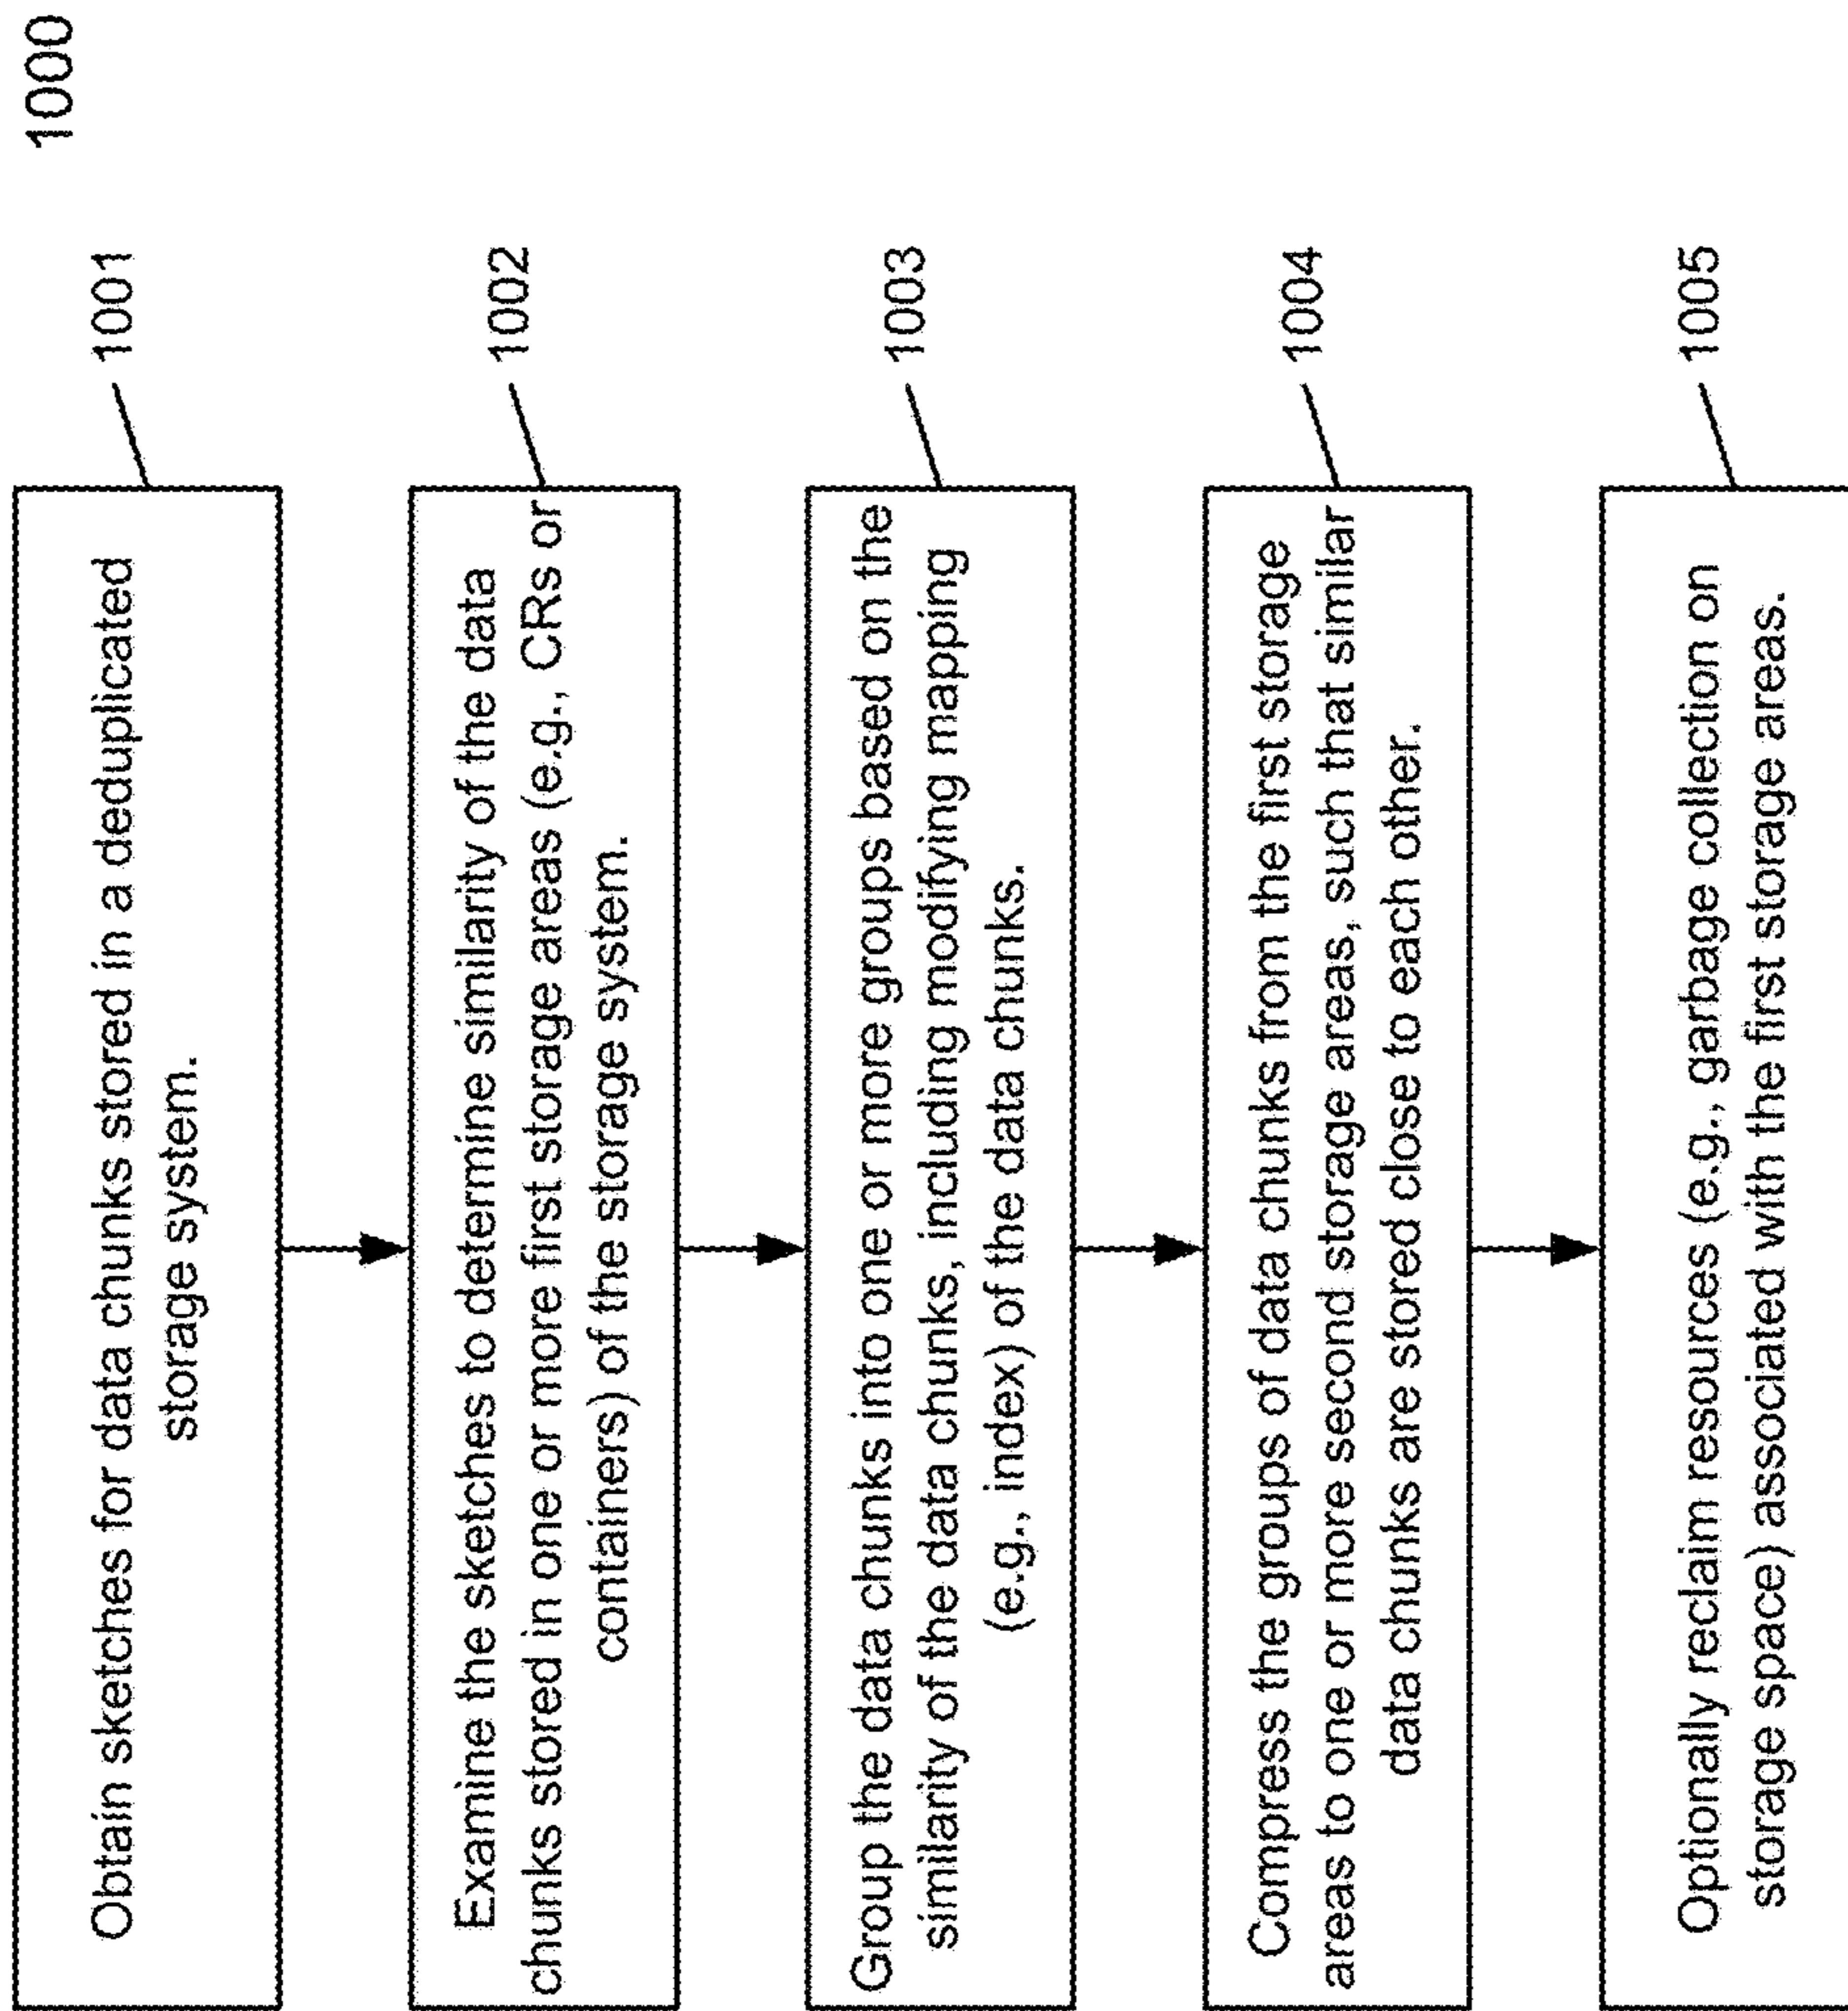 1000
Obtain sketches for data chunks stored in a deduplicated
storage system.
1001
Examine the sketches to determine similarity of the data
chunks stored in one or more first storage areas (e.g., CRs or
containers) of the storage system.
1002
Group the data chunks into one or more groups based on the
similarity of the data chunks, including modifying mapping
(e.g., index) of the data chunks.
1003
Compress the groups of data chunks from the first storage
areas to one or more second storage areas, such that similar
data chunks are stored close to each other.
1004
Optionally reclaim resources (e.g., garbage collection on
storage space) associated with the first storage areas.
1005